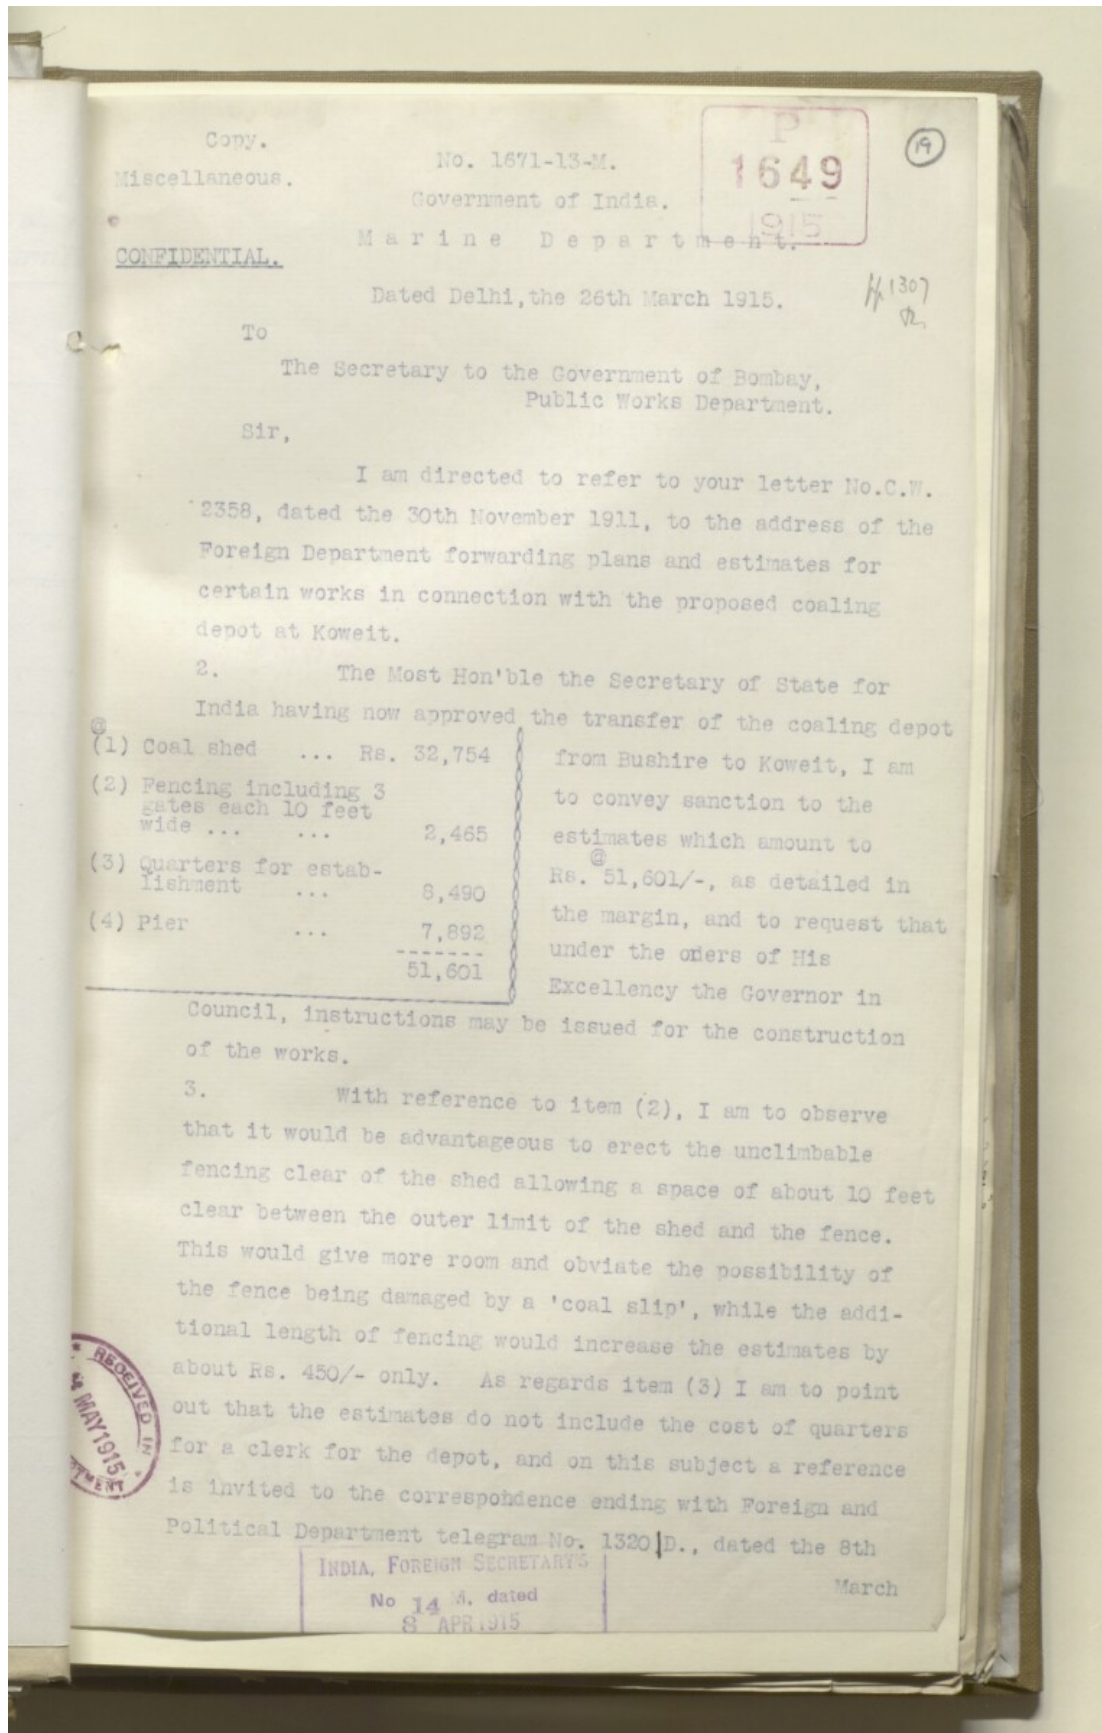 Copy.
Miscellaneous.
No. 1671-13-M.
P
1649
1915
19
Government of India.
Marine Department.
CONFIDENTIAL.
Dated Delhi, the 26th March 1915.
1307
To
The Secretary to the Government of Bombay,
Public Works Department.
Sir,
I am directed to refer to your letter No.C.W.
2358, dated the 30th November 1911, to the address of the
Foreign Department forwarding plans and estimates for
certain works in connection with the proposed coaling
depot at Koweit.
2. The Most Hon'ble the Secretary of State for
India having now approved the transfer of the coaling depot
@
(1) Coal shed ... Rs. 32,754
(2) Fencing including 3
gates each 10 feet
wide ... ... 2,465
(3) Quarters for estab-
lishment ... 8,490
(4) Pier ... 7,892
-------
51,601
from Bushire to Koweit, I am
to convey sanction to the
estimates which amount to
@
Rs. 51,601/-, as detailed in
the margin, and to request that
under the orders of His
Excellency the Governor in
Council, instructions may be issued for the construction
of the works.
3. With reference to item (2), I am to observe
that it would be advantageous to erect the unclimbable
fencing clear of the shed allowing a space of about 10 feet
clear between the outer limit of the shed and the fence.
This would give more room and obviate the possibility of
the fence being damaged by a 'coal slip', while the addi-
tional length of fencing would increase the estimates by
about Rs. 450/- only. As regards item (3) I am to point
out that the estimates do not include the cost of quarters
for a clerk for the depot, and on this subject a reference
is invited to the correspohdence ending with Foreign and
Political Department telegram No. 1320|D., dated the 8th
March
RECEIVED IN
MAY 1915
INDIA, FOREIGN SECRETARY'S
No 14 M. dated
8 APR 1915